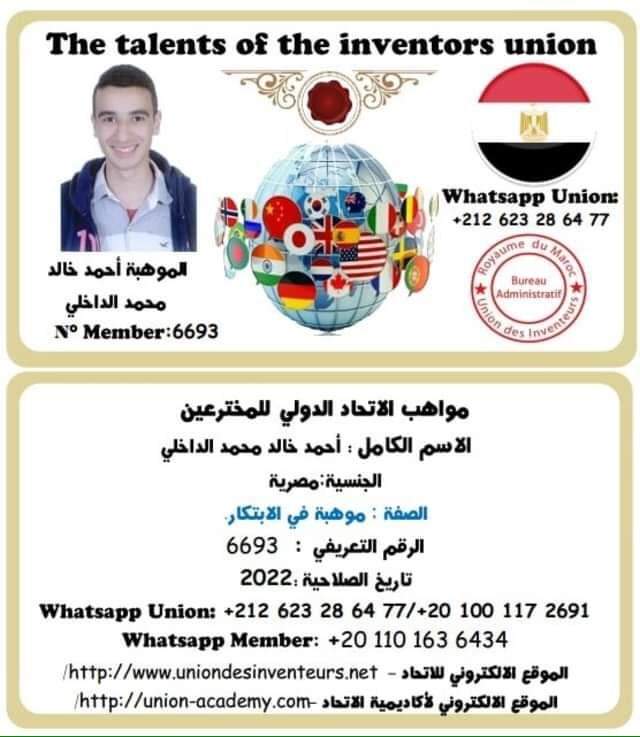 The talents of the inventors union
Whatsapp Union:
+212 623 28 64 77
Royaume du Maroc
Bureau
Administratif
Union des Inventeurs
الموهبة أحمد خالد
محمد الداخلي
N° Member:6693
مواهب الاتحاد الدولي للمخترعين
الاسم الكامل : أحمد خالد محمد الداخلي
الجنسية:مصرية
الصفة : موهبة في الابتكار.
الرقم التعريفي : 6693
تاريخ الصلاحية:2022
Whatsapp Union: +212 623 28 64 77/+20 100 117 2691
Whatsapp Member: +20 110 163 6434
الموقع الالكتروني للاتحاد - http://www.uniondesinventeurs.net/
الموقع الالكتروني لأكاديمية الاتحاد -http://union-academy.com/